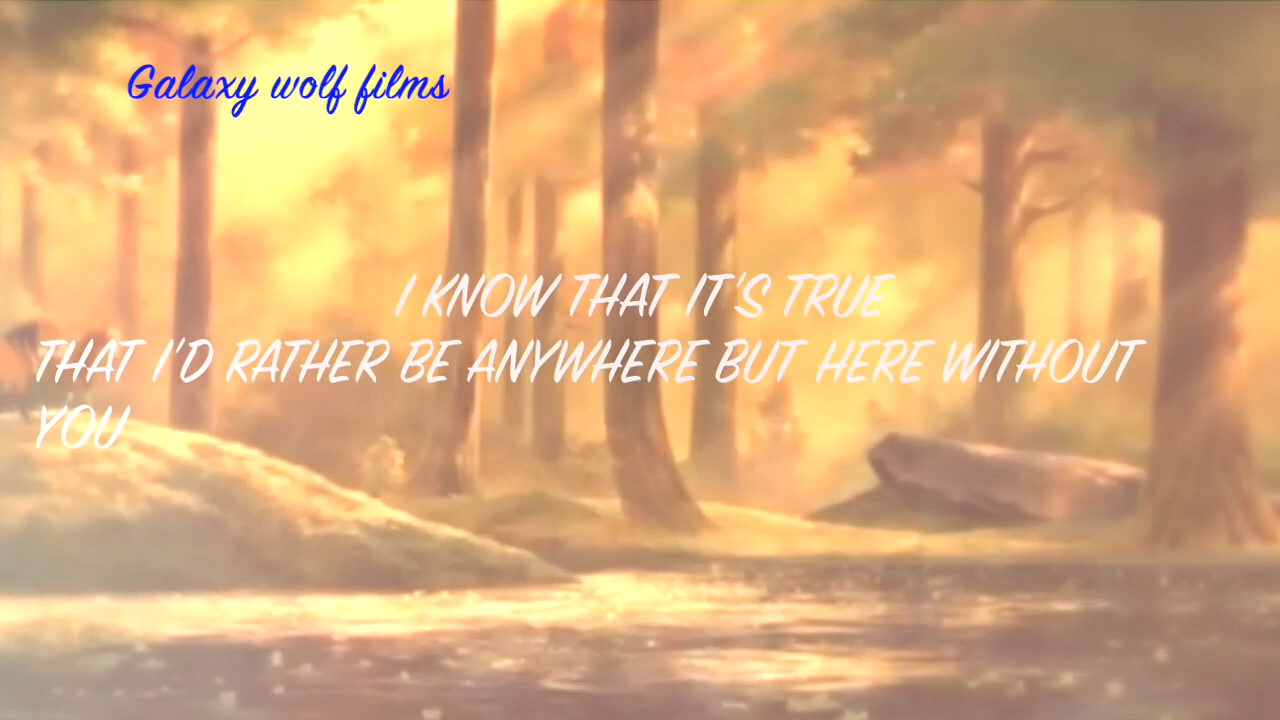 Galaxy wolf films
I KNOW THAT IT'S TRUE
THAT I'D RATHER BE ANYWHERE BUT HERE WITHOUT
YOU